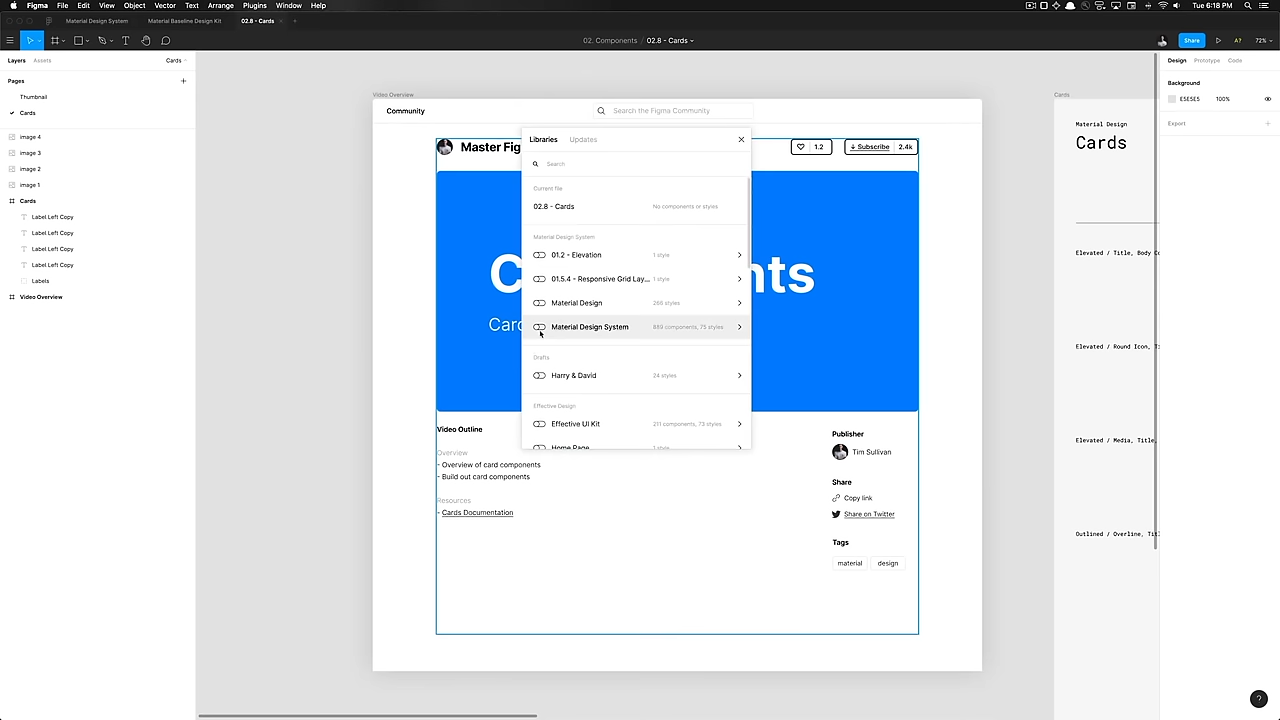 Figma File Edit View Object Vector Text Arrange Plugins Window Help
Tue 6:18 PM
Material Design System Material Baseline Design Kit 02.8 - Cards
02. Components / 02.8 - Cards
Share A? 72%
Layers Assets Cards
Pages
Thumbnail
Cards
image 4
image 3
image 2
image 1
Cards
Label Left Copy
Label Left Copy
Label Left Copy
Label Left Copy
Labels
Video Overview
Video Overview
Community
Search the Figma Community
Master Fig
1.2
Subscribe 2.4k
Libraries Updates
Search
Current file
02.8 - Cards No components or styles
Material Design System
01.2 - Elevation 1 style
01.5.4 - Responsive Grid Lay... 1 style
Material Design 268 styles
Material Design System 889 components, 75 styles
Drafts
Harry & David 24 styles
Effective Design
Effective UI Kit 211 components, 73 styles
Home Page 1 style
C
nts
Card
Video Outline
Overview
- Overview of card components
- Build out card components
Resources
- Cards Documentation
Publisher
Tim Sullivan
Share
Copy link
Share on Twitter
Tags
material design
Cards
Material Design
Cards
Elevated / Title, Body Co
Elevated / Round Icon, Ti
Elevated / Media, Title,
Outlined / Overline, Titl
Design Prototype Code
Background
E5E5E5 100%
Export
?